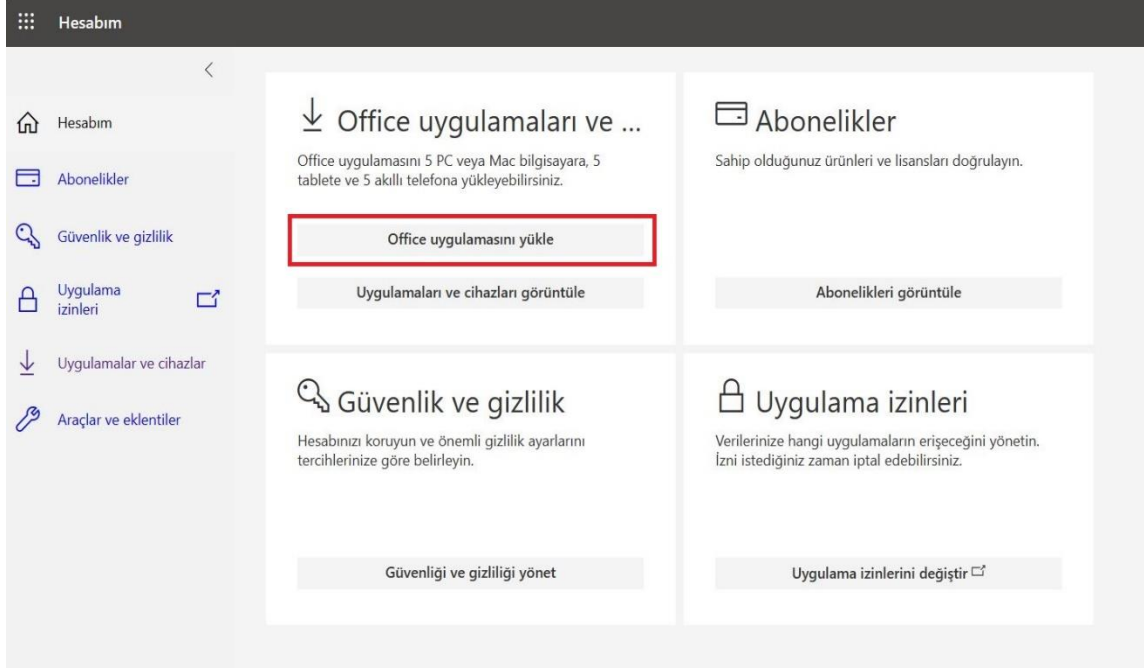 Hesabım
Hesabım
Abonelikler
Güvenlik ve gizlilik
Uygulama
izinleri
Uygulamalar ve cihazlar
Araçlar ve eklentiler
Office uygulamaları ve ...
Office uygulamasını 5 PC veya Mac bilgisayara, 5
tablete ve 5 akıllı telefona yükleyebilirsiniz.
Office uygulamasını yükle
Uygulamaları ve cihazları görüntüle
Abonelikler
Sahip olduğunuz ürünleri ve lisansları doğrulayın.
Abonelikleri görüntüle
Güvenlik ve gizlilik
Hesabınızı koruyun ve önemli gizlilik ayarlarını
tercihlerinize göre belirleyin.
Güvenliği ve gizliliği yönet
Uygulama izinleri
Verilerinize hangi uygulamaların erişeceğini yönetin.
İzni istediğiniz zaman iptal edebilirsiniz.
Uygulama izinlerini değiştir